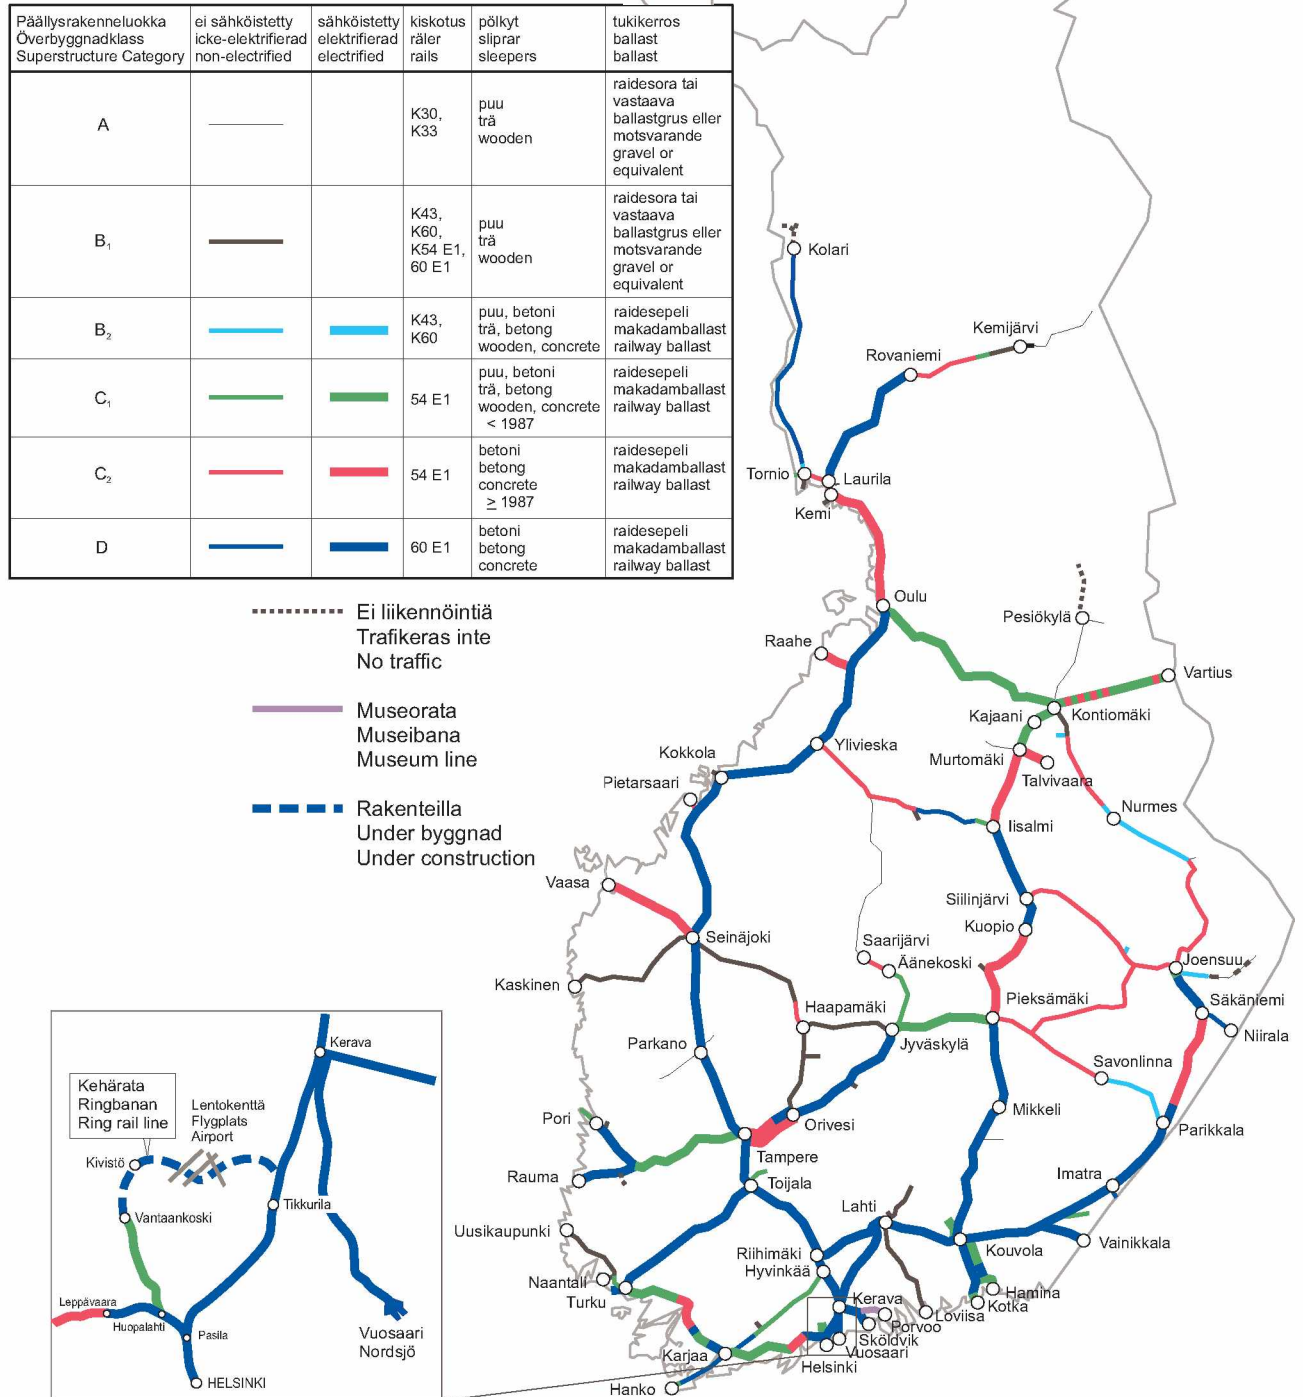 Päällysrakenneluokka
Överbyggnadklass
Superstructure Category
ei sähköistetty
icke-elektrifierad
non-electrified
sähköistetty
elektrifierad
electrified
kiskotus
räler
rails
pölkyt
sliprar
sleepers
tukikerros
ballast
ballast
A
K30,
K33
puu
trä
wooden
raidesora tai
vastaava
ballastgrus eller
motsvarande
gravel or
equivalent
B1
K43,
K60,
K54 E1,
60 E1
puu
trä
wooden
raidesora tai
vastaava
ballastgrus eller
motsvarande
gravel or
equivalent
B2
K43,
K60
puu, betoni
trä, betong
wooden, concrete
raidesepeli
makadamballast
railway ballast
C1
54 E1
puu, betoni
trä, betong
wooden, concrete
< 1987
raidesepeli
makadamballast
railway ballast
C2
54 E1
betoni
betong
concrete
≥ 1987
raidesepeli
makadamballast
railway ballast
D
60 E1
betoni
betong
concrete
raidesepeli
makadamballast
railway ballast
Ei liikennöintiä
Trafikeras inte
No traffic
Museorata
Museibana
Museum line
Rakenteilla
Under byggnad
Under construction
Kolari
Kemijärvi
Rovaniemi
Tornio
Laurila
Kemi
Oulu
Pesiökylä
Raahe
Vartius
Kajaani
Kontiomäki
Ylivieska
Murtomäki
Talvivaara
Kokkola
Pietarsaari
Nurmes
Iisalmi
Vaasa
Siilinjärvi
Kuopio
Seinäjoki
Saarijärvi
Äänekoski
Joensuu
Kaskinen
Haapamäki
Pieksämäki
Säkäniemi
Niirala
Parkano
Jyväskylä
Savonlinna
Pori
Orivesi
Mikkeli
Parikkala
Tampere
Rauma
Toijala
Imatra
Lahti
Uusikaupunki
Riihimäki
Hyvinkää
Kouvola
Vainikkala
Naantali
Turku
Hamina
Kotka
Kerava
Loviisa
Porvoo
Sköldvik
Vuosaari
Helsinki
Karjaa
Hanko
Kerava
Kehärata
Ringbanan
Ring rail line
Lentokenttä
Flygplats
Airport
Kivistö
Tikkurila
Vantaankoski
Leppävaara
Huopalahti
Pasila
Vuosaari
Nordsjö
HELSINKI